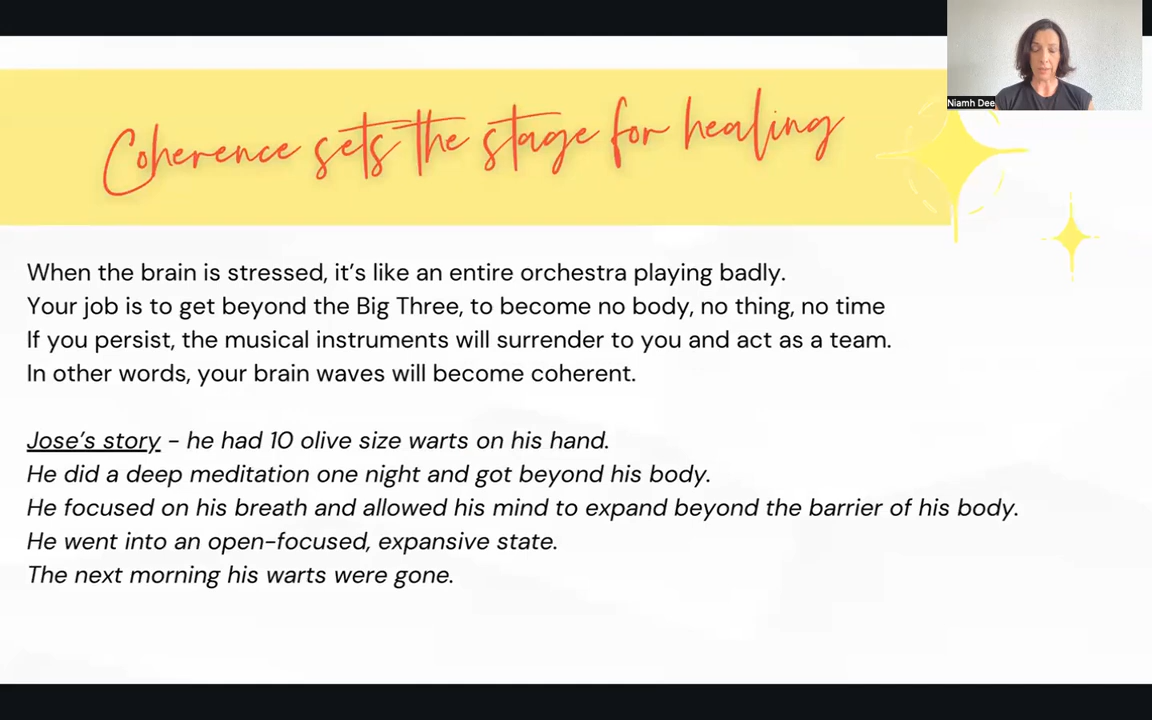 Niamh Dee
Coherence sets the stage for healing
When the brain is stressed, it's like an entire orchestra playing badly.
Your job is to get beyond the Big Three, to become no body, no thing, no time
If you persist, the musical instruments will surrender to you and act as a team.
In other words, your brain waves will become coherent.
Jose's story - he had 10 olive size warts on his hand.
He did a deep meditation one night and got beyond his body.
He focused on his breath and allowed his mind to expand beyond the barrier of his body.
He went into an open-focused, expansive state.
The next morning his warts were gone.